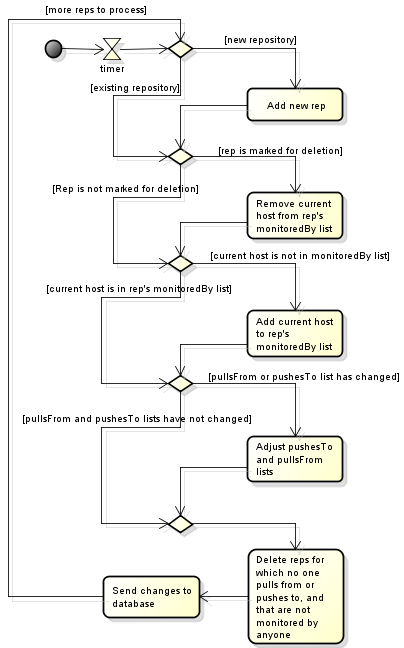 [more reps to process]
[new repository]
timer
[existing repository]
Add new rep
[rep is marked for deletion]
[Rep is not marked for deletion]
Remove current
host from rep's
monitoredBy list
[current host is not in monitoredBy list]
[current host is in rep's monitoredBy list]
Add current host
to rep's
monitoredBy list
[pullsFrom or pushesTo list has changed]
[pullsFrom and pushesTo lists have not changed]
Adjust pushesTo
and pullsFrom
lists
Delete reps for
which no one
pulls from or
pushes to, and
that are not
monitored by
anyone
Send changes to
database